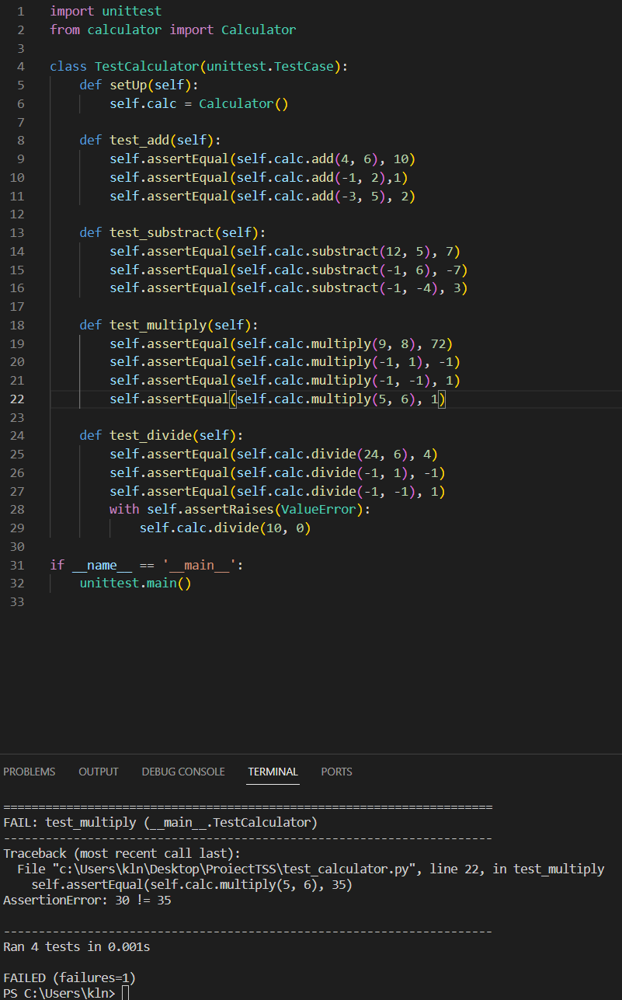 1 import unittest
2 from calculator import Calculator
3
4 class TestCalculator(unittest.TestCase):
5     def setUp(self):
6         self.calc = Calculator()
7
8     def test_add(self):
9         self.assertEqual(self.calc.add(4, 6), 10)
10         self.assertEqual(self.calc.add(-1, 2),1)
11         self.assertEqual(self.calc.add(-3, 5), 2)
12
13     def test_substract(self):
14         self.assertEqual(self.calc.substract(12, 5), 7)
15         self.assertEqual(self.calc.substract(-1, 6), -7)
16         self.assertEqual(self.calc.substract(-1, -4), 3)
17
18     def test_multiply(self):
19         self.assertEqual(self.calc.multiply(9, 8), 72)
20         self.assertEqual(self.calc.multiply(-1, 1), -1)
21         self.assertEqual(self.calc.multiply(-1, -1), 1)
22         self.assertEqual(self.calc.multiply(5, 6), 1)
23
24     def test_divide(self):
25         self.assertEqual(self.calc.divide(24, 6), 4)
26         self.assertEqual(self.calc.divide(-1, 1), -1)
27         self.assertEqual(self.calc.divide(-1, -1), 1)
28         with self.assertRaises(ValueError):
29             self.calc.divide(10, 0)
30
31 if __name__ == '__main__':
32     unittest.main()
33
PROBLEMS OUTPUT DEBUG CONSOLE TERMINAL PORTS
======================================================================
FAIL: test_multiply (__main__.TestCalculator)
----------------------------------------------------------------------
Traceback (most recent call last):
  File "c:\Users\kln\Desktop\ProiectTSS\test_calculator.py", line 22, in test_multiply
    self.assertEqual(self.calc.multiply(5, 6), 35)
AssertionError: 30 != 35
----------------------------------------------------------------------
Ran 4 tests in 0.001s
FAILED (failures=1)
PS C:\Users\kln>